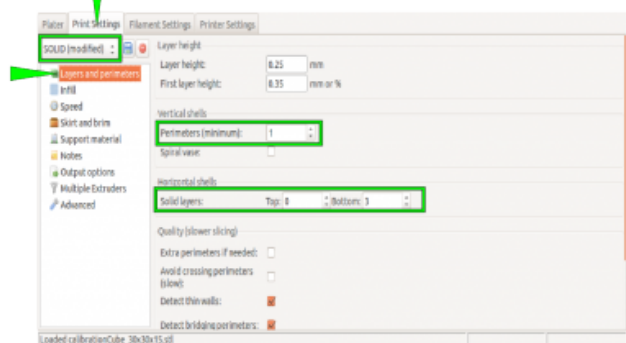 Plater Print Settings Filament Settings Printer Settings
SOLID (modified)
Layers and perimeters
Infill
Speed
Skirt and brim
Support material
Notes
Output options
Multiple Extruders
Advanced
Layer height
Layer height: 0.25 mm
First layer height: 0.35 mm or %
Vertical shells
Perimeters (minimum): 1
Spiral vase:
Horizontal shells
Solid layers: Top: 0 Bottom: 3
Quality (slower slicing)
Extra perimeters if needed:
Avoid crossing perimeters
(slow):
Detect thin walls:
Detect bridging perimeters:
Loaded calibrationCube_30x30x15.stl